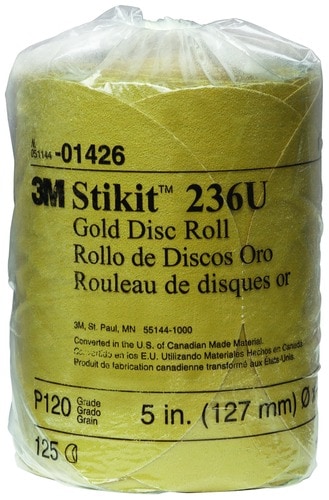 051144-01426
3M Stikit™ 236U
Gold Disc Roll
Rollo de Discos Oro
Rouleau de disques or
3M, St. Paul, MN 55144-1000
Converted in the U.S. of Canadian Made Material.
Convertido en los E.U. Utilizando Materiales Hechos en Canada.
Produit de fabrication canadienne transformé aux États-Unis.
P120 Grade
Grado
Grain
5 in. (127 mm) Ø
125